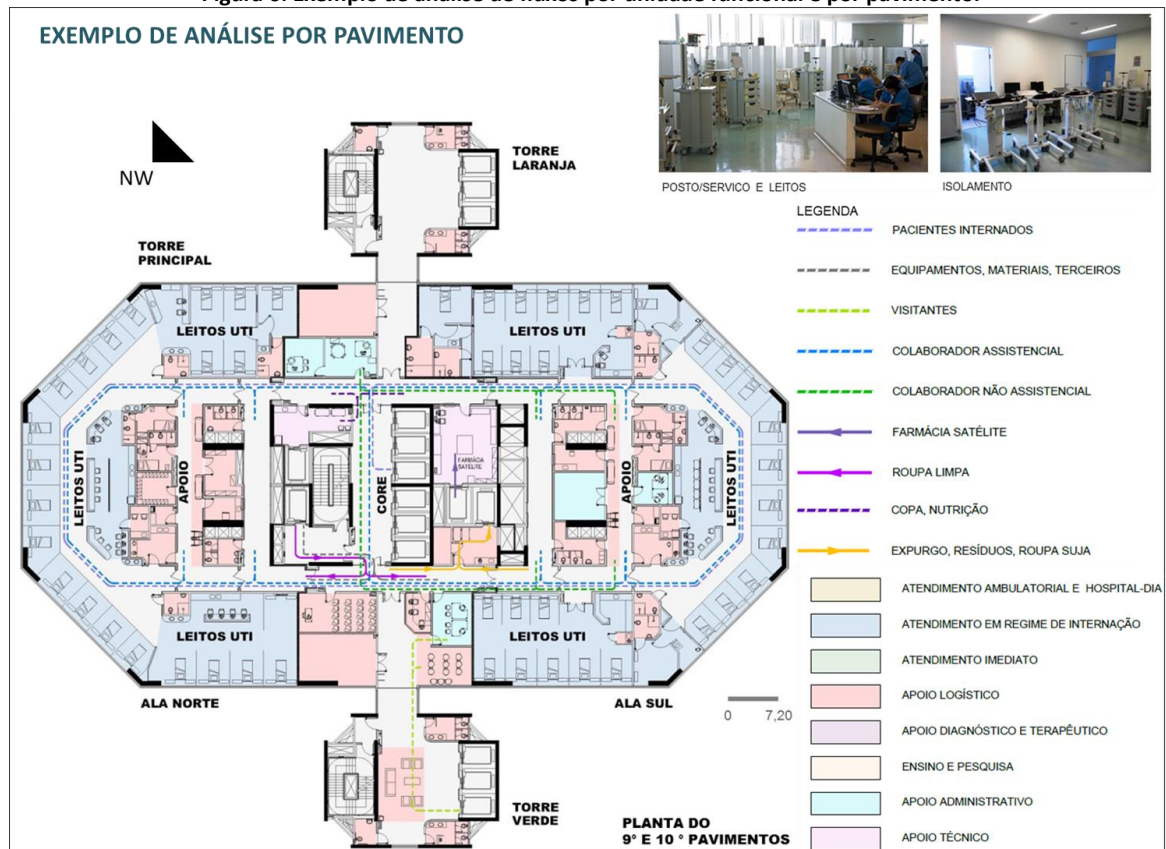 EXEMPLO DE ANÁLISE POR PAVIMENTO
NW
TORRE
LARANJA
TORRE
PRINCIPAL
POSTO/SERVICO E LEITOS
ISOLAMENTO
LEGENDA
PACIENTES INTERNADOS
EQUIPAMENTOS, MATERIAIS, TERCEIROS
VISITANTES
COLABORADOR ASSISTENCIAL
COLABORADOR NÃO ASSISTENCIAL
FARMÁCIA SATÉLITE
ROUPA LIMPA
COPA, NUTRIÇÃO
EXPURGO, RESÍDUOS, ROUPA SUJA
ATENDIMENTO AMBULATORIAL E HOSPITAL-DIA
ATENDIMENTO EM REGIME DE INTERNAÇÃO
ATENDIMENTO IMEDIATO
APOIO LOGÍSTICO
APOIO DIAGNÓSTICO E TERAPÊUTICO
ENSINO E PESQUISA
APOIO ADMINISTRATIVO
APOIO TÉCNICO
LEITOS UTI
LEITOS UTI
LEITOS UTI
APOIO
CORE
FARMÁCIA
SATÉLITE
APOIO
LEITOS UTI
LEITOS UTI
LEITOS UTI
ALA NORTE
ALA SUL
0 7,20
TORRE
VERDE
PLANTA DO
9° E 10 ° PAVIMENTOS